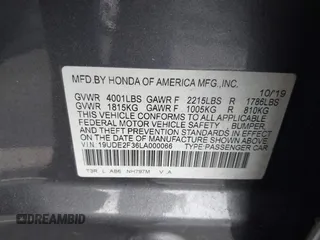 MFD.BY HONDA OF AMERICA MFG.,INC.
10/19
GVWR 4001LBS GAWR F 2215LBS R 1786LBS
GVWR 1815KG GAWR F 1005KG R 810KG
THIS VEHICLE CONFORMS TO ALL APPLICABLE
FEDERAL MOTOR VEHICLE SAFETY, BUMPER,
AND THEFT PREVENTION STANDARDS IN EFFECT
ON THE DATE OF MANUFACTURE SHOWN ABOVE.
V.I.N. 19UDE2F36LA000066 TYPE:PASSENGER CAR
DREAMBID